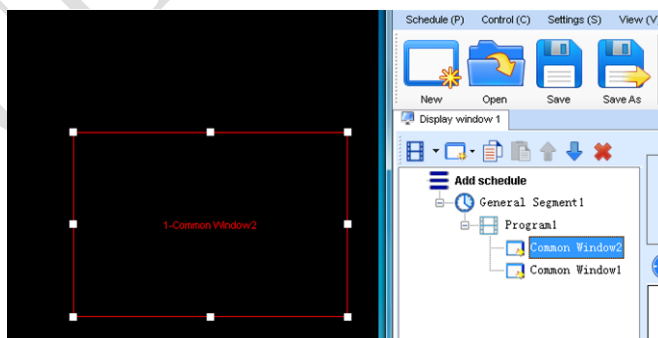 Schedule (P) Control (C) Settings (S) View (V
New Open Save Save As
Display window 1
Add schedule
General Segment1
Program1
Common Window2
Common Window1
1-Common Window2